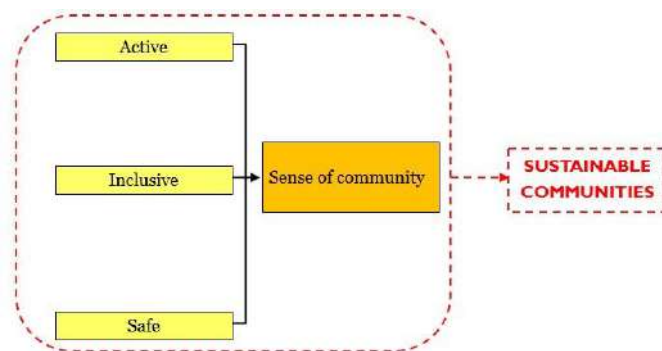 Active
Inclusive
Sense of community
SUSTAINABLE
COMMUNITIES
Safe